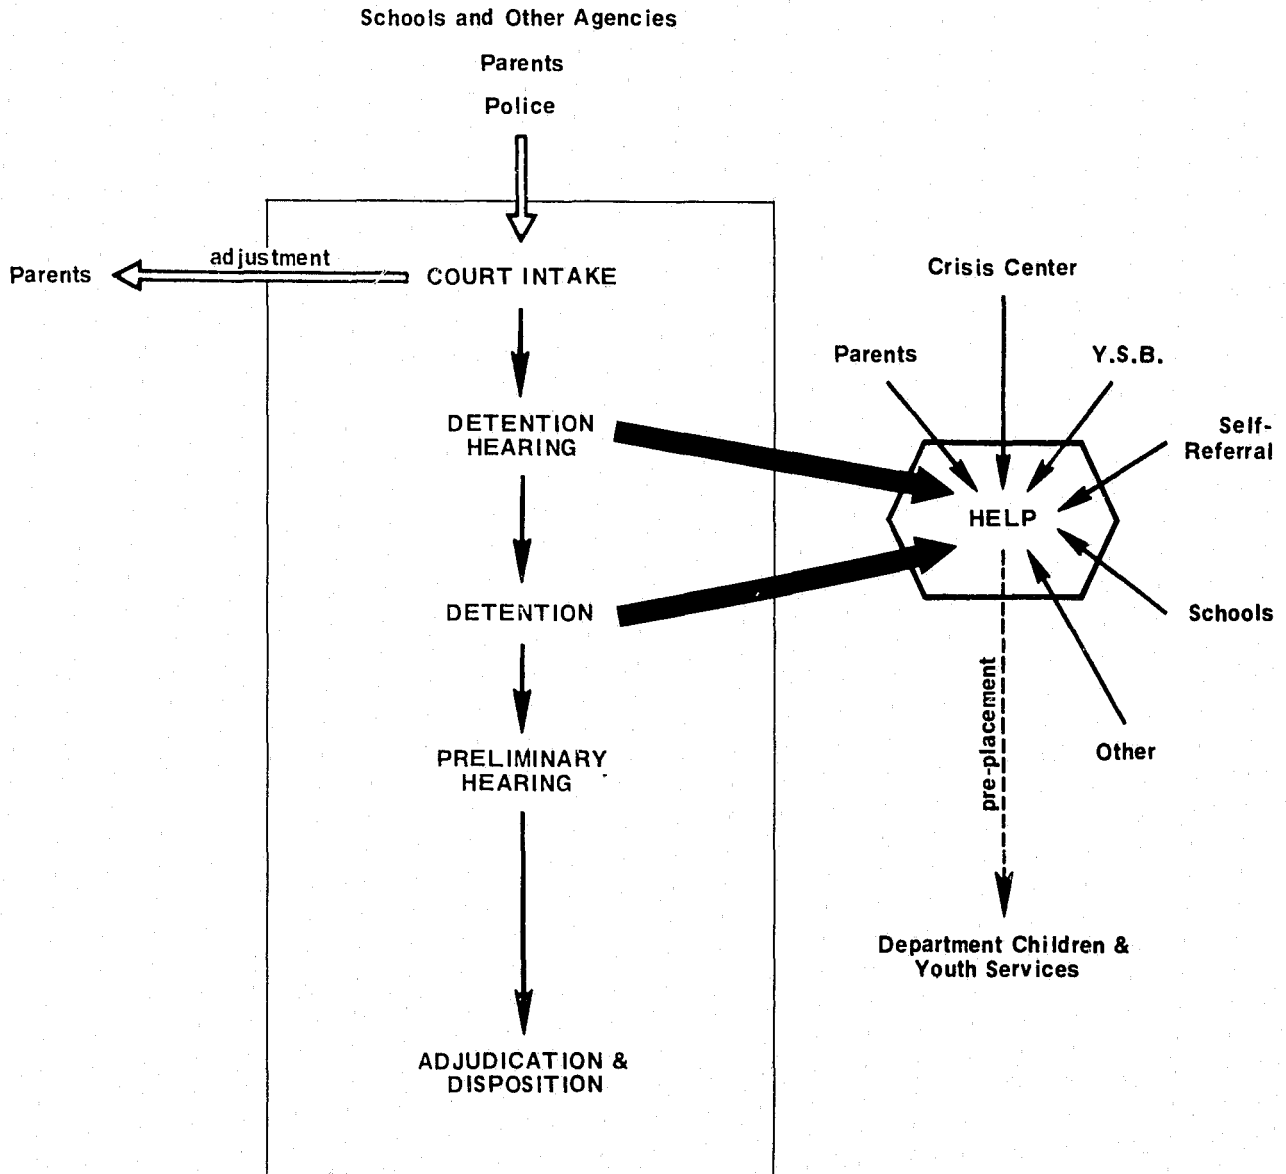 Schools and Other Agencies
Parents
Police
adjustment
Parents
COURT INTAKE
Crisis Center
Parents
Y.S.B.
DETENTION
HEARING
Self-
Referral
HELP
DETENTION
Schools
pre-placement
PRELIMINARY
HEARING
Other
Department Children &
Youth Services
ADJUDICATION &
DISPOSITION